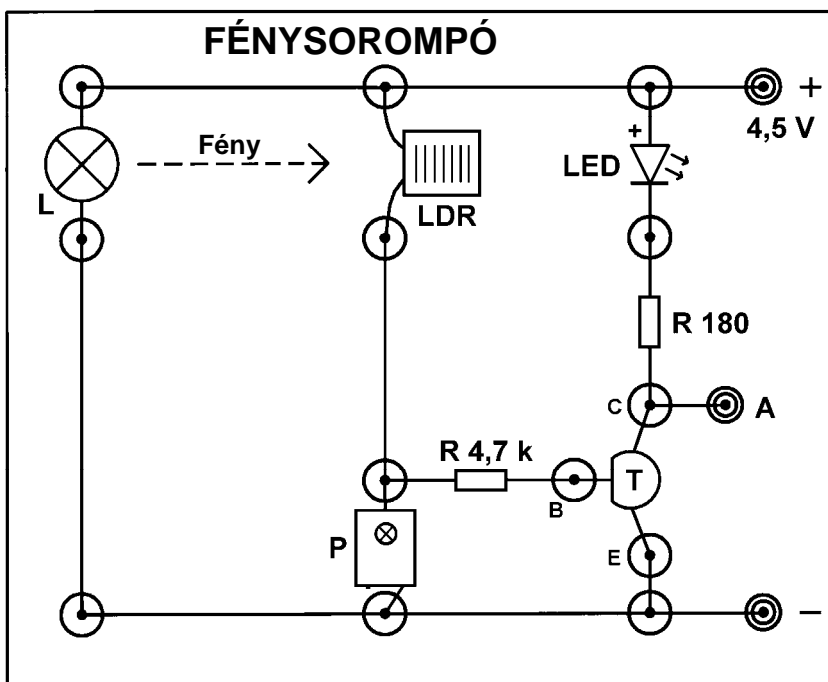 FÉNYSOROMPÓ
+
4,5 V
Fény
+
LED
L
LDR
R 180
C
A
R 4,7 k
T
B
P
E
−